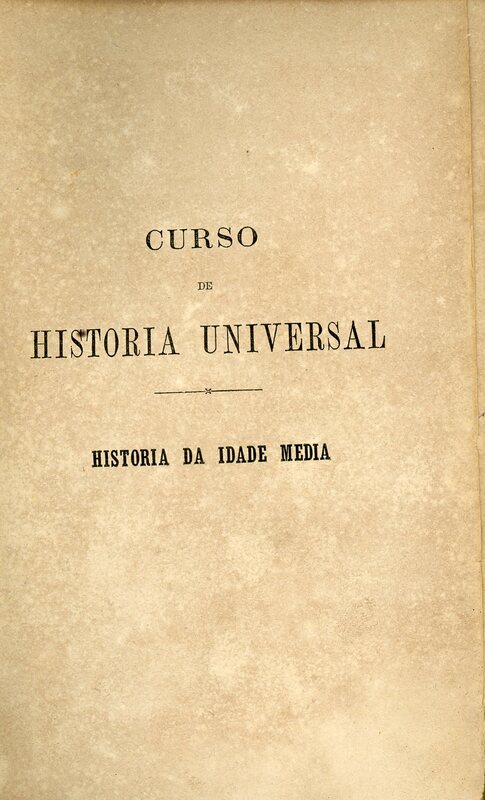 CURSO
DE
HISTORIA UNIVERSAL
HISTORIA DA IDADE MEDIA